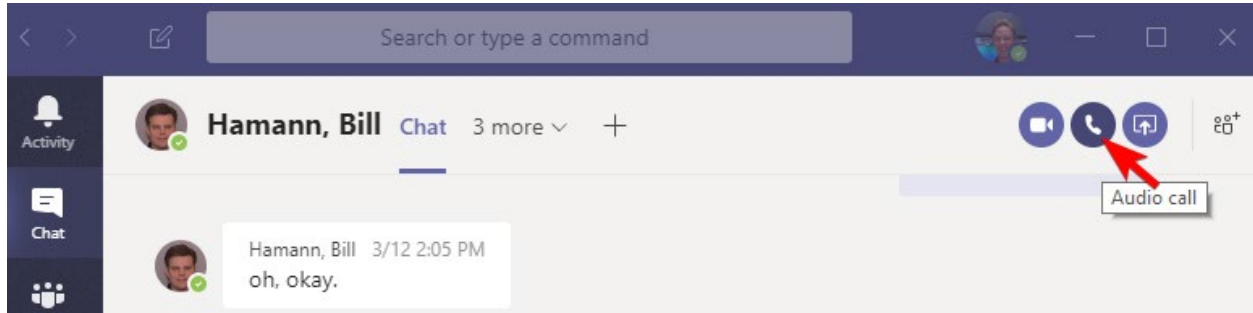 Search or type a command
Activity
Hamann, Bill Chat 3 more +
Audio call
Chat
Hamann, Bill 3/12 2:05 PM
oh, okay.